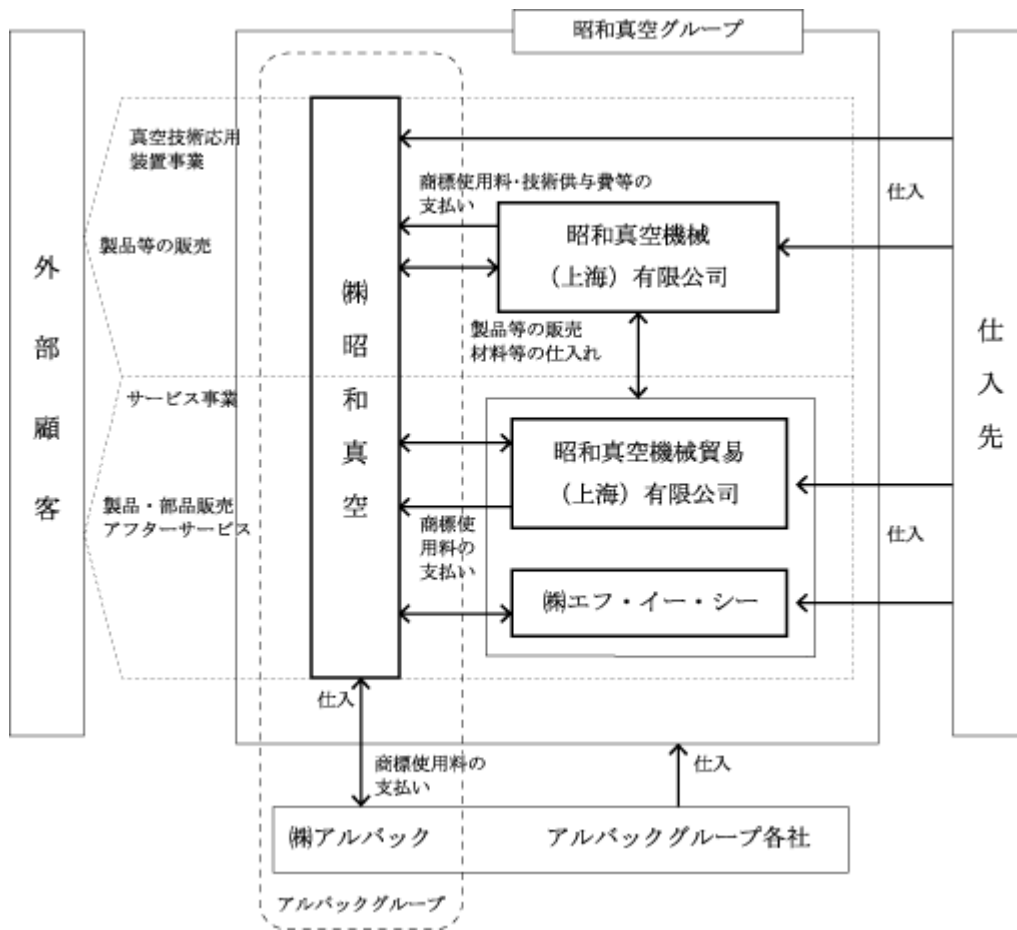 昭和真空グループ
外部顧客
真空技術応用
装置事業
製品等の販売
サービス事業
製品・部品販売
アフターサービス
㈱昭和真空
商標使用料・技術供与費等の
支払い
昭和真空機械
（上海）有限公司
製品等の販売
材料等の仕入れ
昭和真空機械貿易
（上海）有限公司
商標使
用料の
支払い
㈱エフ・イー・シー
仕入
仕入
仕入先
仕入
商標使用料の
支払い
仕入
㈱アルバック
アルバックグループ各社
アルバックグループ